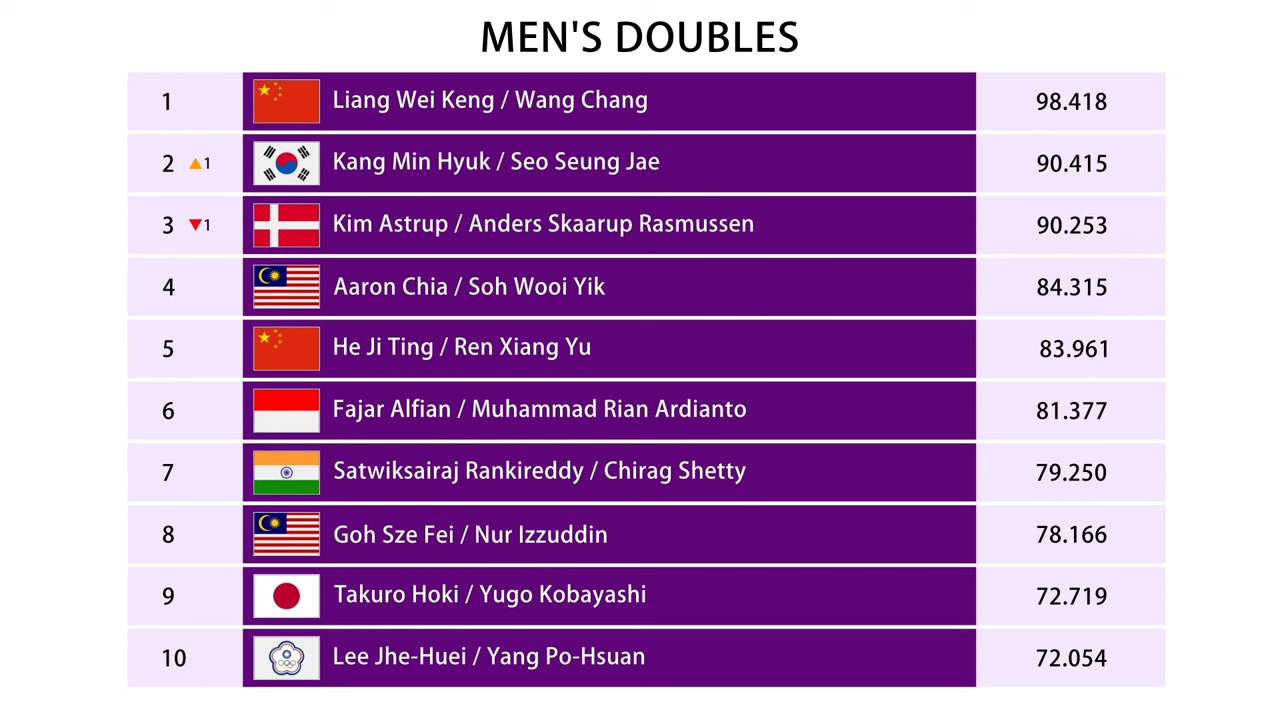 MEN'S DOUBLES
1 Liang Wei Keng / Wang Chang 98.418
2 ▲1 Kang Min Hyuk / Seo Seung Jae 90.415
3 ▼1 Kim Astrup / Anders Skaarup Rasmussen 90.253
4 Aaron Chia / Soh Wooi Yik 84.315
5 He Ji Ting / Ren Xiang Yu 83.961
6 Fajar Alfian / Muhammad Rian Ardianto 81.377
7 Satwiksairaj Rankireddy / Chirag Shetty 79.250
8 Goh Sze Fei / Nur Izzuddin 78.166
9 Takuro Hoki / Yugo Kobayashi 72.719
10 Lee Jhe-Huei / Yang Po-Hsuan 72.054